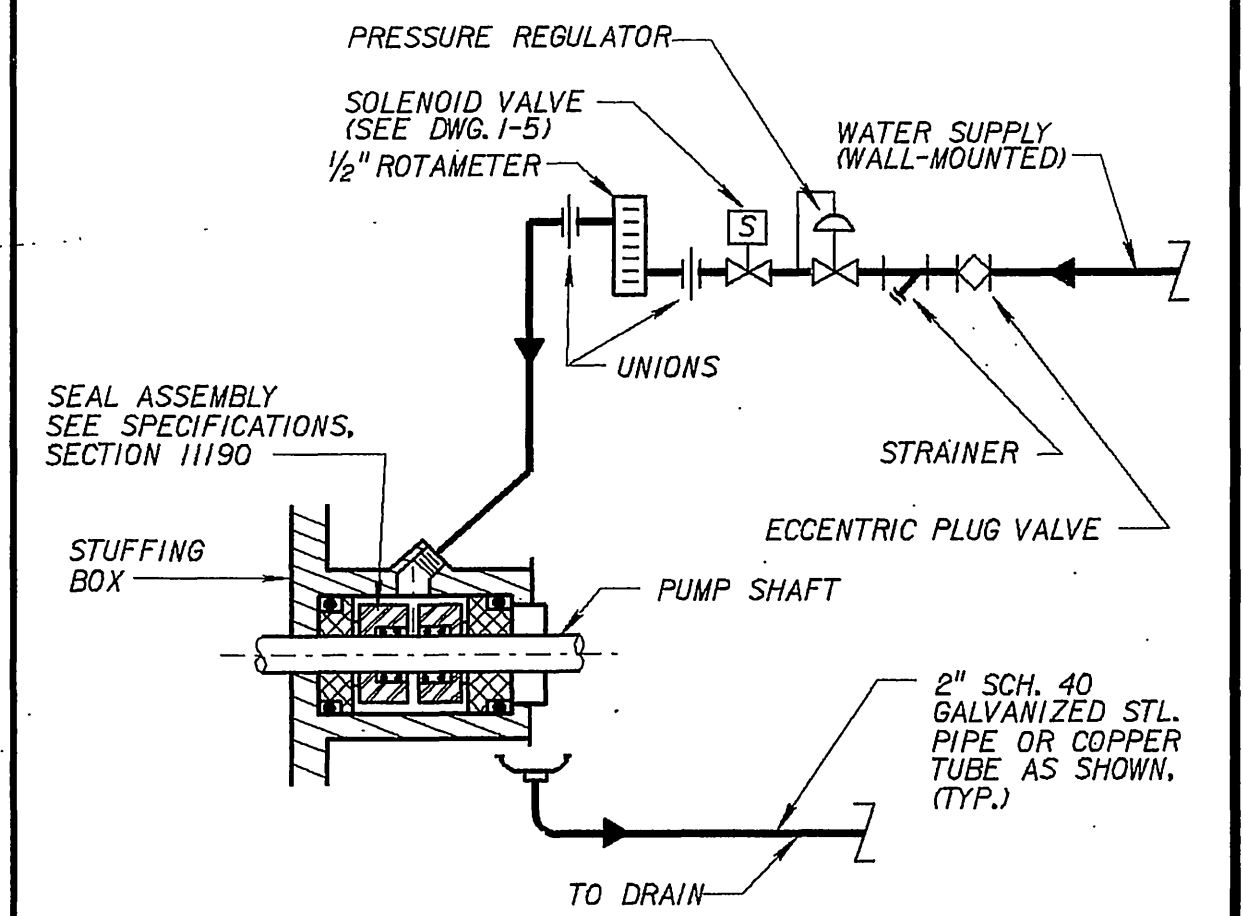 PRESSURE REGULATOR
SOLENOID VALVE
(SEE DWG. 1-5)
1/2" ROTAMETER
WATER SUPPLY
(WALL-MOUNTED)
S
UNIONS
SEAL ASSEMBLY
SEE SPECIFICATIONS,
SECTION 11190
STRAINER
ECCENTRIC PLUG VALVE
STUFFING
BOX
PUMP SHAFT
2" SCH. 40
GALVANIZED STL.
PIPE OR COPPER
TUBE AS SHOWN,
(TYP.)
TO DRAIN